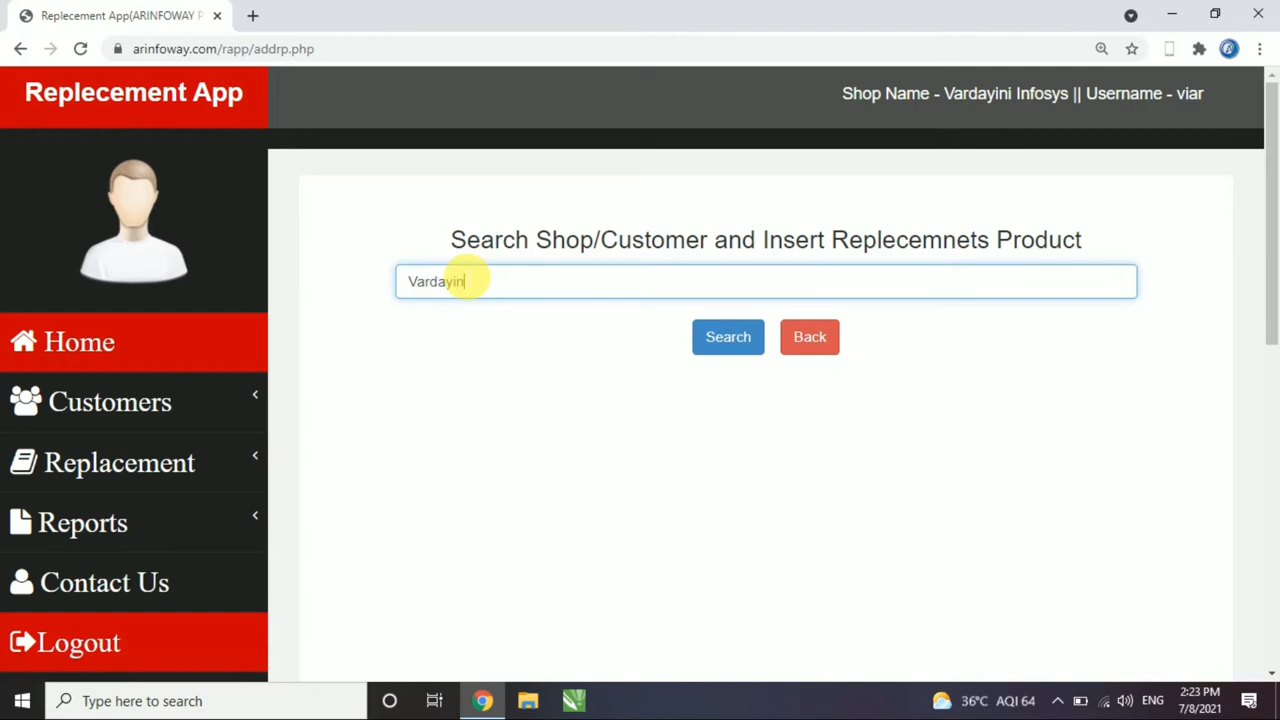 Replecement App(ARINFOWAY P
arinfoway.com/rapp/addrp.php
Replecement App
Shop Name - Vardayini Infosys || Username - viar
Search Shop/Customer and Insert Replecemnets Product
Vardayin
Search
Back
Home
Customers
Replacement
Reports
Contact Us
Logout
Type here to search
36°C AQI 64
ENG
2:23 PM
7/8/2021